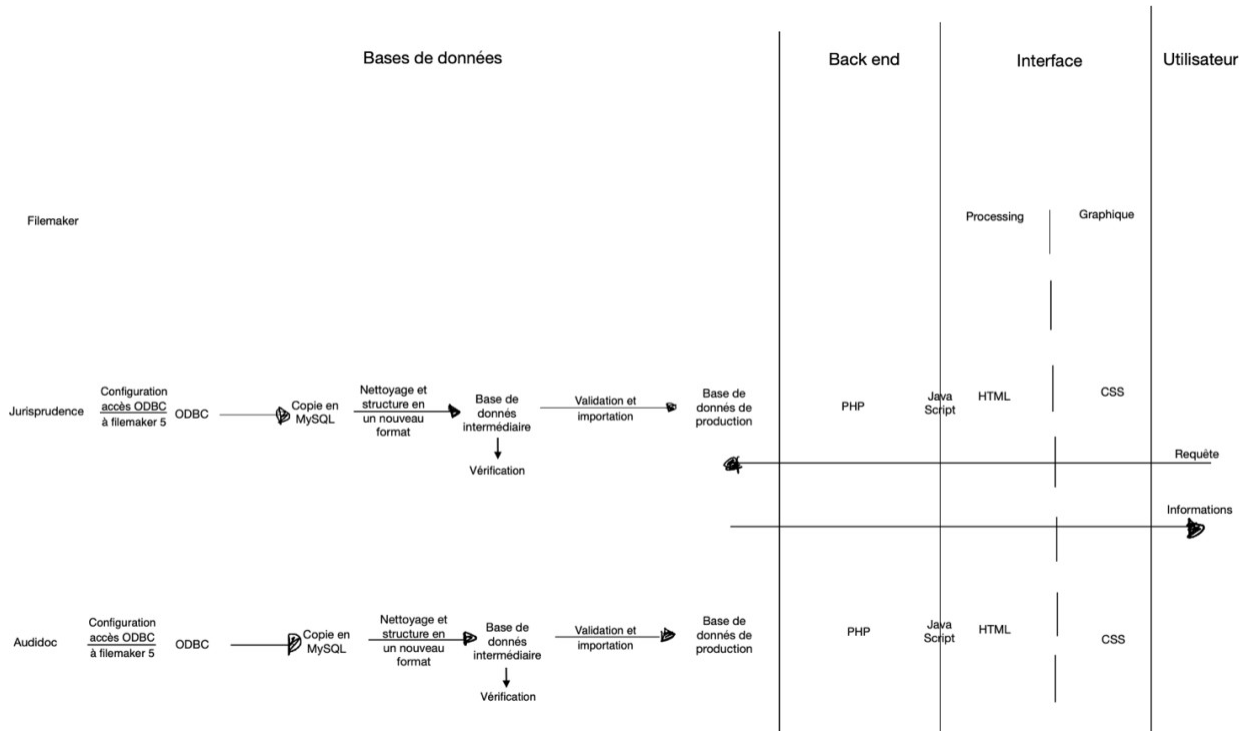 Bases de données
Back end
Interface
Utilisateur
Filemaker
Processing
Graphique
Jurisprudence
Configuration
accès ODBC
à filemaker 5
ODBC
Copie en
MySQL
Nettoyage et
structure en
un nouveau
format
Base de
donnés
intermédiaire
Vérification
Validation et
importation
Base de
donnés de
production
PHP
Java
Script
HTML
CSS
Requête
Informations
Audidoc
Configuration
accès ODBC
à filemaker 5
ODBC
Copie en
MySQL
Nettoyage et
structure en
un nouveau
format
Base de
donnés
intermédiaire
Vérification
Validation et
importation
Base de
donnés de
production
PHP
Java
Script
HTML
CSS